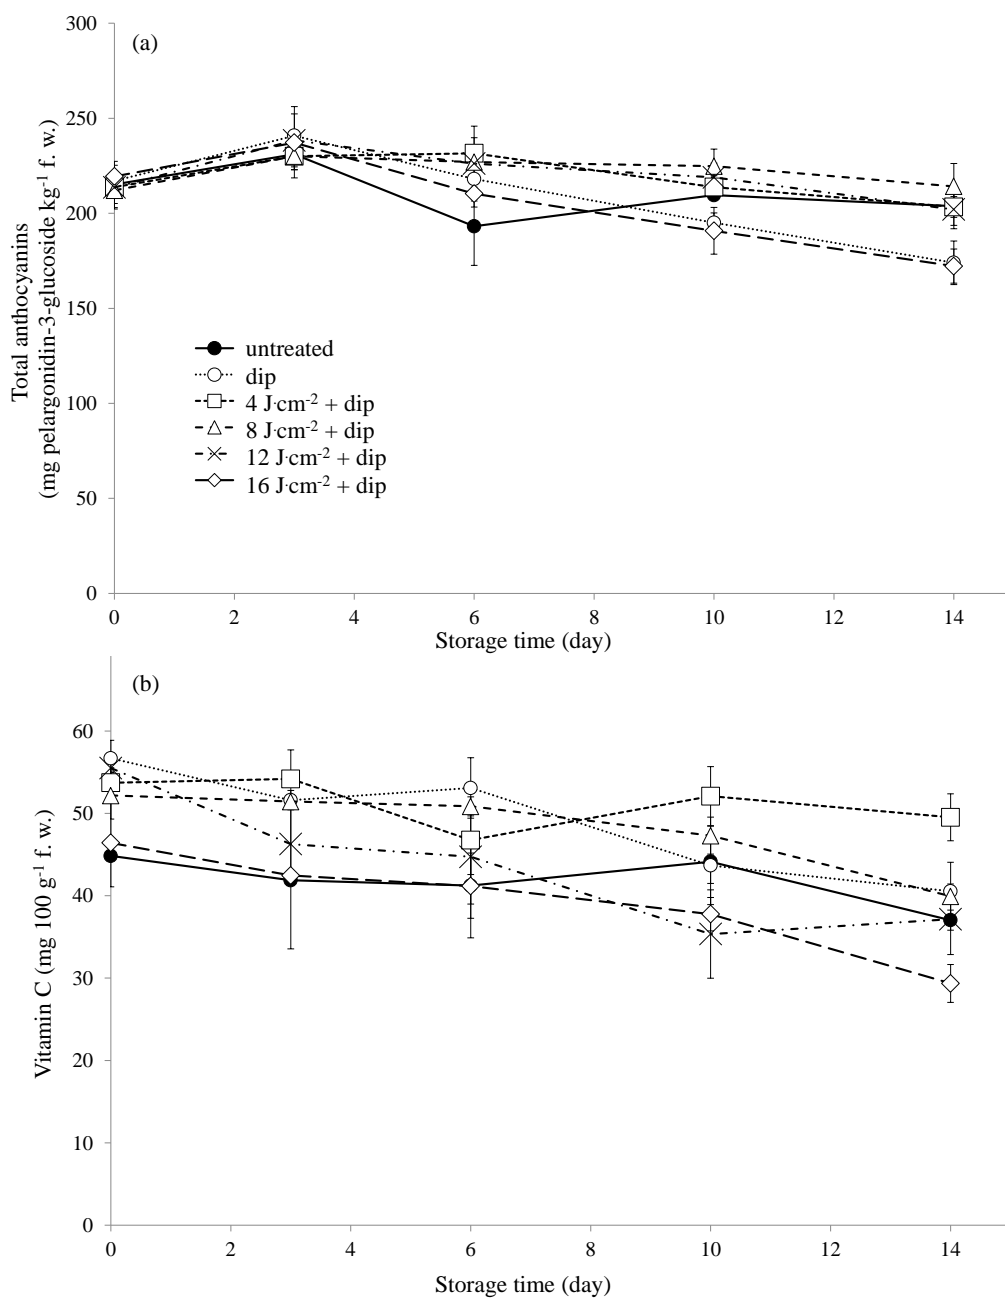 (a)
300
250
200
150
100
50
0
Total anthocyanins
(mg pelargonidin-3-glucoside kg⁻¹ f. w.)
untreated
dip
4 J·cm⁻² + dip
8 J·cm⁻² + dip
12 J·cm⁻² + dip
16 J·cm⁻² + dip
0 2 4 6 8 10 12 14
Storage time (day)
(b)
60
50
40
30
20
10
0
Vitamin C (mg 100 g⁻¹ f. w.)
0 2 4 6 8 10 12 14
Storage time (day)